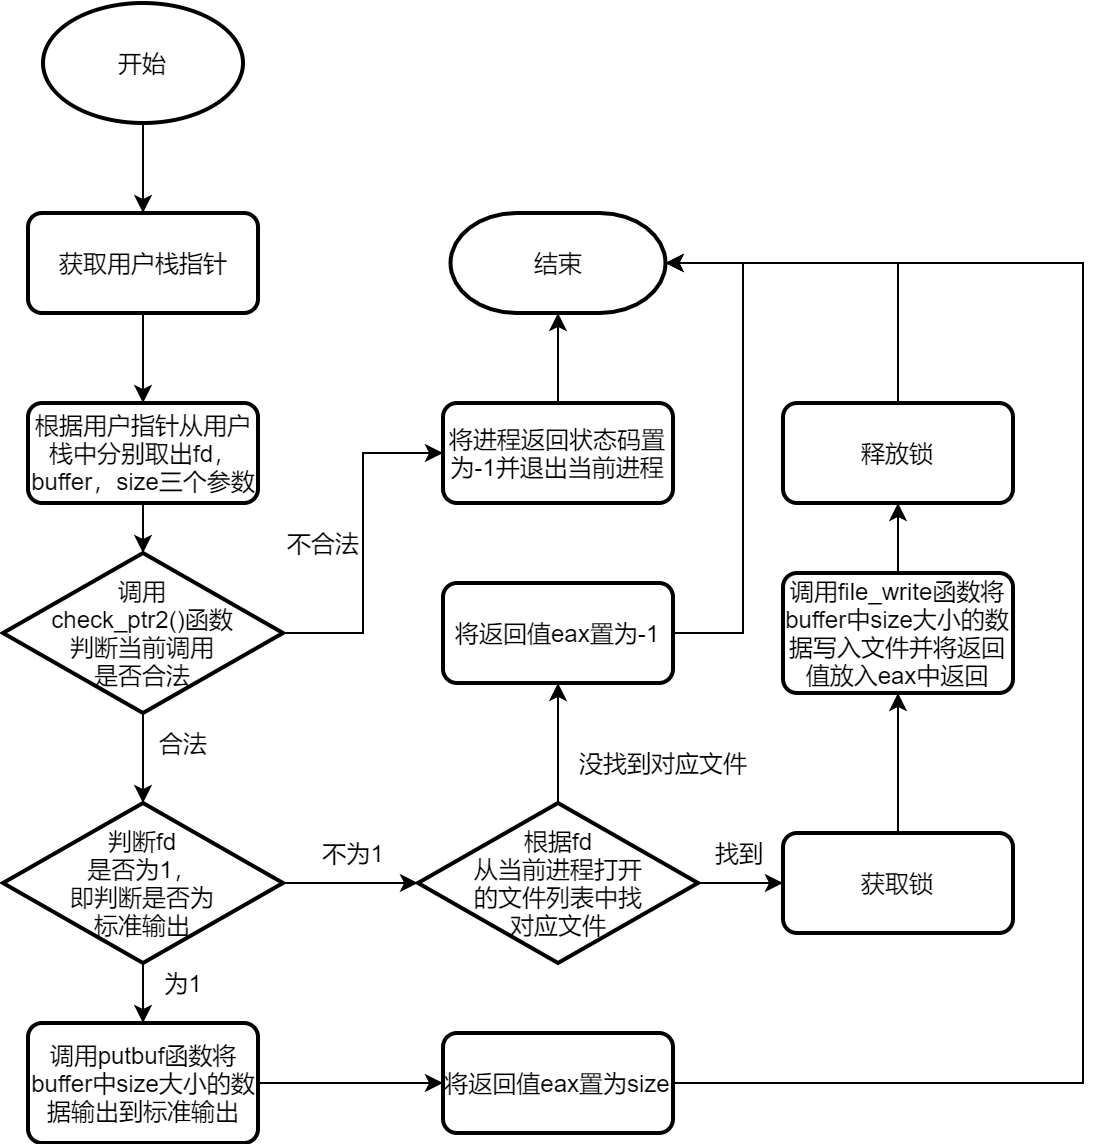 开始
获取用户栈指针
结束
根据用户指针从用户
栈中分别取出fd，
buffer，size三个参数
将进程返回状态码置
为-1并退出当前进程
释放锁
不合法
调用
check_ptr2()函数
判断当前调用
是否合法
将返回值eax置为-1
调用file_write函数将
buffer中size大小的数
据写入文件并将返回
值放入eax中返回
合法
没找到对应文件
判断fd
是否为1，
即判断是否为
标准输出
不为1
根据fd
从当前进程打开
的文件列表中找
对应文件
找到
获取锁
为1
调用putbuf函数将
buffer中size大小的数
据输出到标准输出
将返回值eax置为size